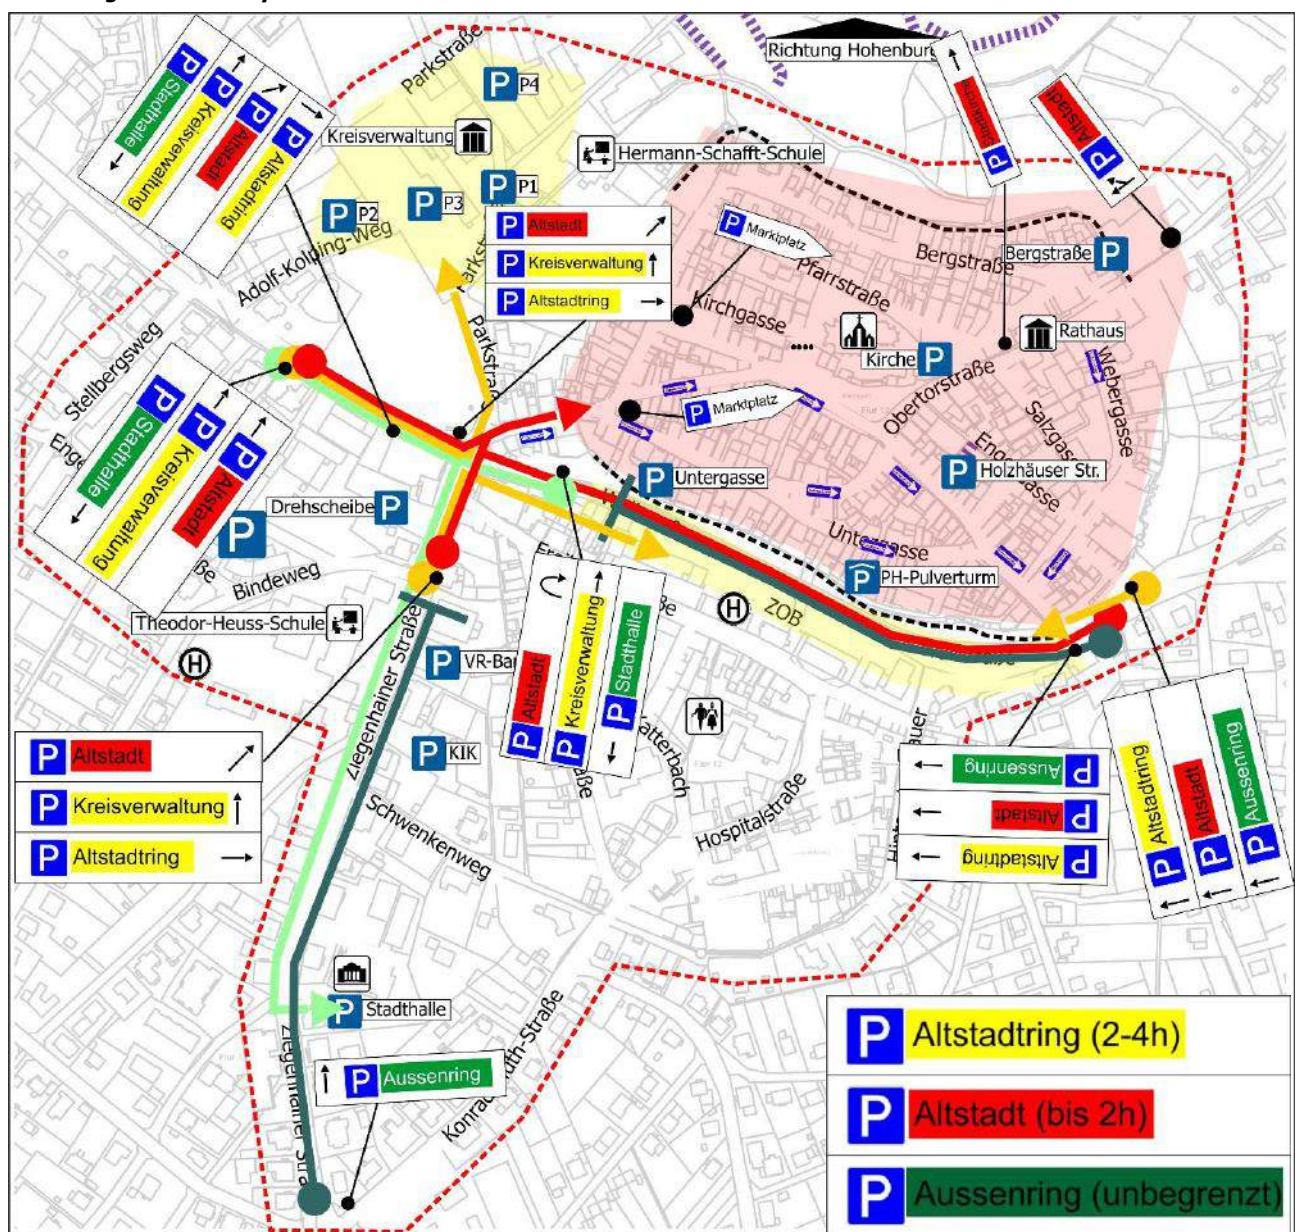 Parkstraße
P4
Kreisverwaltung
Hermann-Schafft-Schule
P1
P3
P2
Adolf-Kolping-Weg
Richtung Hohenburg
P Stadthalle
P Kreisverwaltung
P Altstadt
P Altstadtring
P Altstadt
P Altstadt
P Kreisverwaltung
P Altstadtring
P Marktplatz
Bergstraße
Bergstraße P
Pfarrstraße
Kirchgasse
Kirche P
Rathaus
Webergasse
Obertorstraße
Salzgasse
P Marktplatz
P Holzhäuser Str.
P Untergasse
Untergasse
PH-Pulverturm
ZOB
H
Stellbergsweg
Parkstraße
P Stadthalle
P Kreisverwaltung
P Altstadt
Drehscheibe P
P
Bindeweg
Theodor-Heuss-Schule
H
Ziegenhainer Straße
P KIK
Schwenkenweg
P Altstadt
P Kreisverwaltung
P Stadthalle
Hospitalstraße
P Altstadt
P Kreisverwaltung
P Altstadtring
P Aussenring
P Altstadt
P Altstadtring
P Altstadtring
P Altstadt
P Aussenring
P Stadthalle
P Aussenring
P Altstadtring (2-4h)
P Altstadt (bis 2h)
P Aussenring (unbegrenzt)